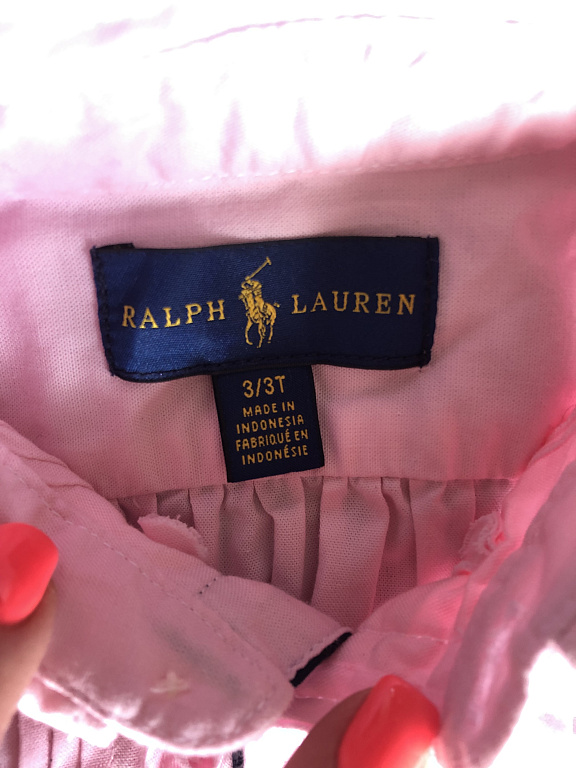 RALPH LAUREN
3/3T
MADE IN
INDONESIA
FABRIQUÉ EN
INDONÉSIE